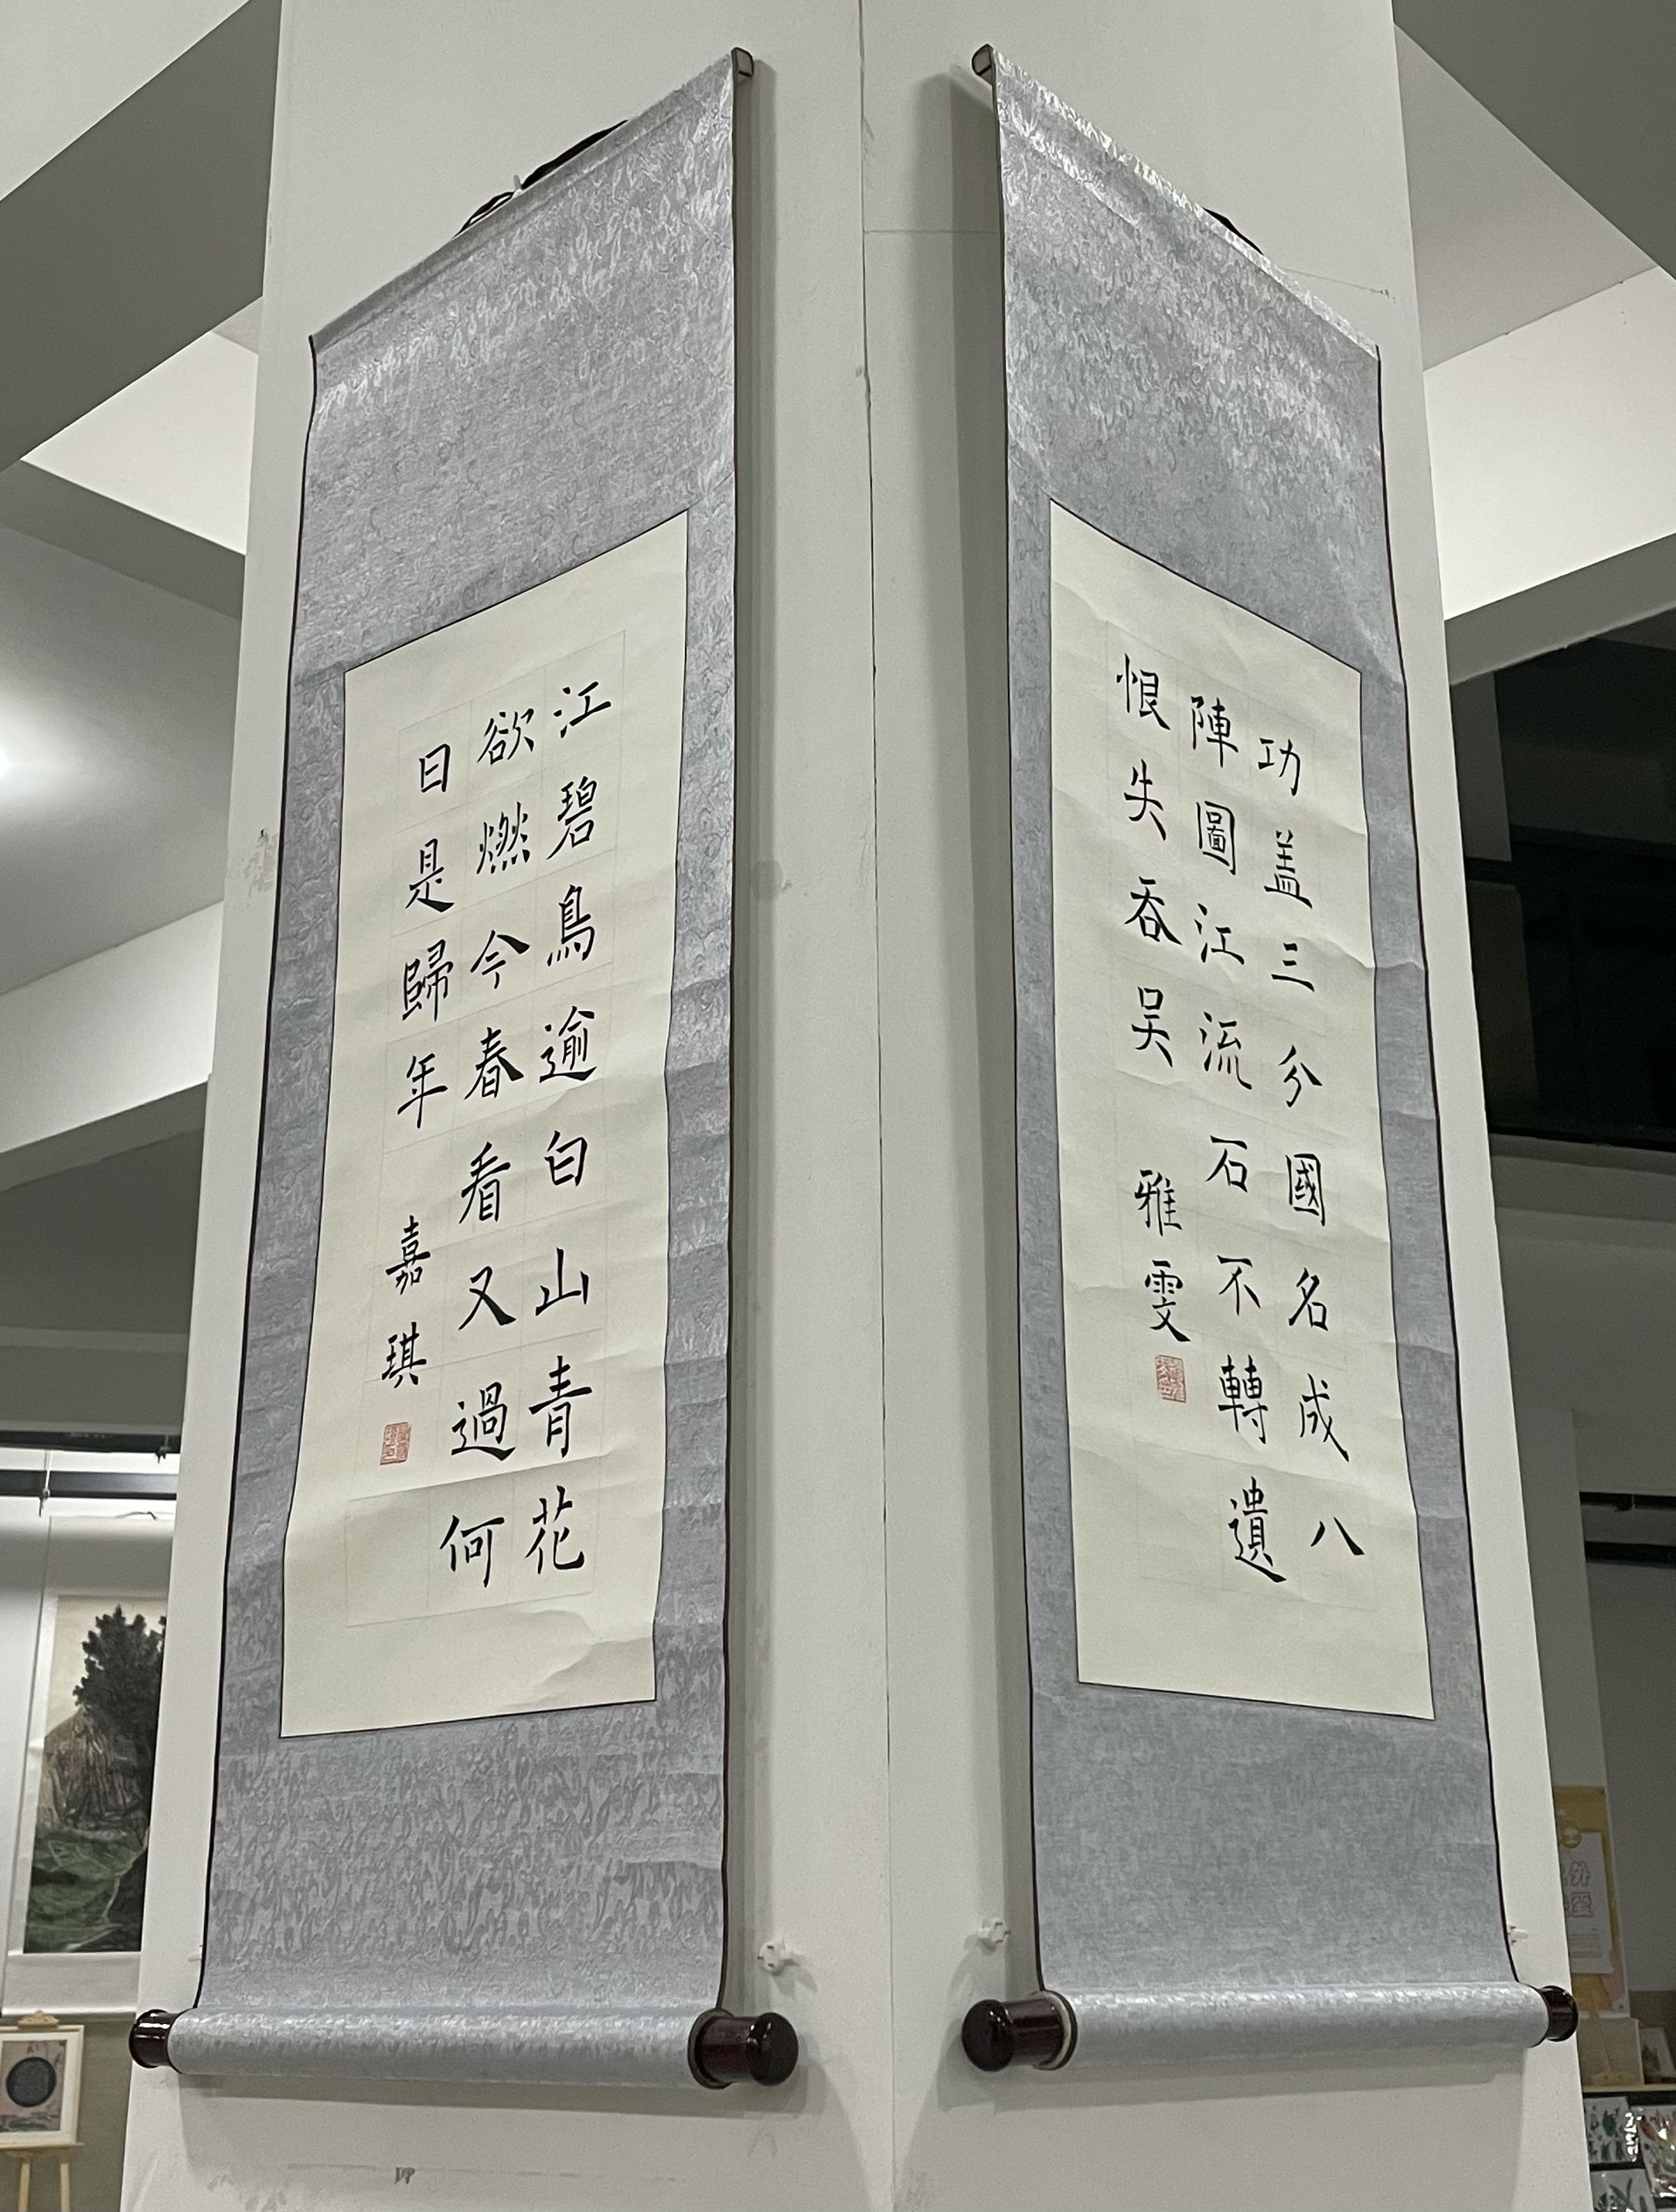 江碧鳥逾白山青花
欲燃今春看又過何
日是歸年
嘉琪
功盖三分國名成八
陣圖江流石不轉遺
恨失吞吴
雅雯